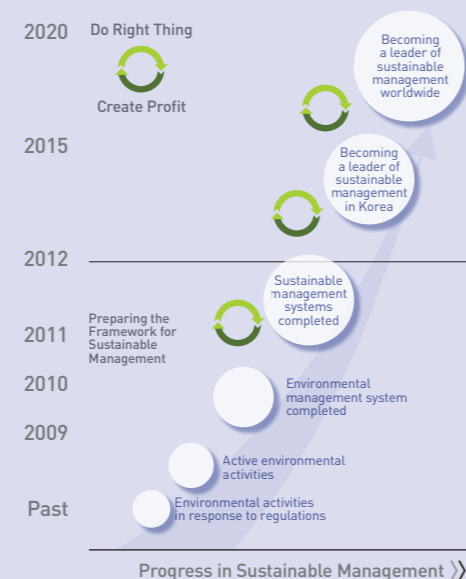 2020
Do Right Thing
Create Profit
Becoming
a leader of
sustainable
management
worldwide
2015
Becoming
a leader of
sustainable
management
in Korea
2012
Sustainable
management
systems
completed
2011
Preparing the
Framework for
Sustainable
Management
2010
Environmental
management system
completed
2009
Active environmental
activities
Past
Environmental activities
in response to regulations
Progress in Sustainable Management